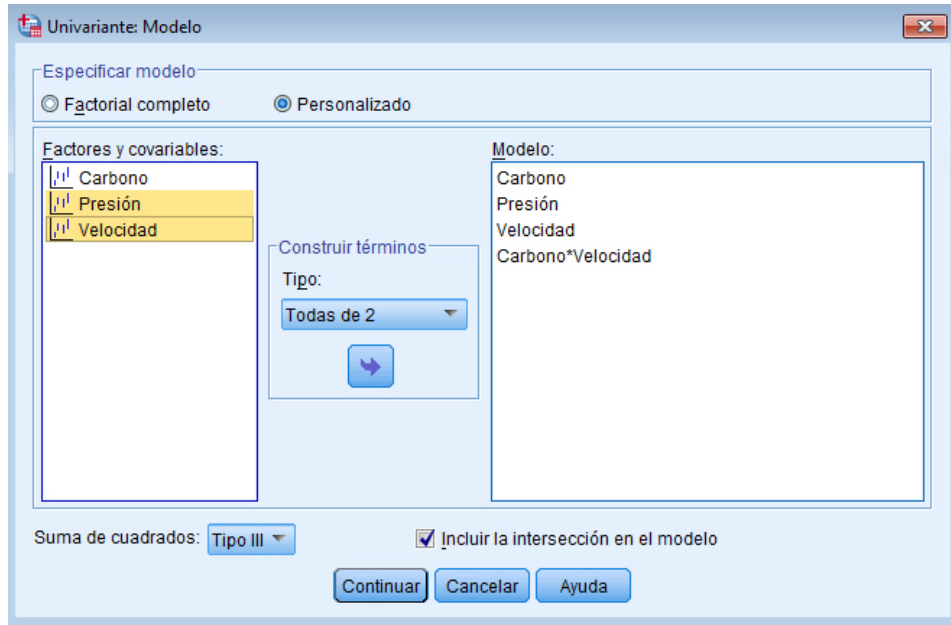 Univariante: Modelo
Especificar modelo
Factorial completo
Personalizado
Factores y covariables:
Carbono
Presión
Velocidad
Construir términos
Tipo:
Todas de 2
Modelo:
Carbono
Presión
Velocidad
Carbono*Velocidad
Suma de cuadrados: Tipo III
Incluir la intersección en el modelo
Continuar
Cancelar
Ayuda